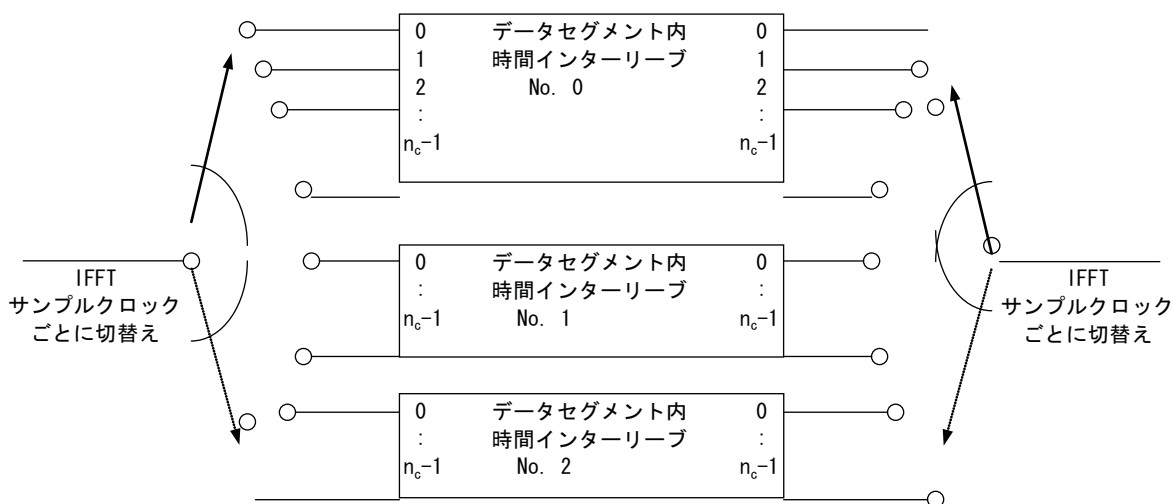 0 データセグメント内 0
1 時間インターリーブ 1
2 No. 0 2
: :
nc-1 nc-1
IFFT
サンプルクロック
ごとに切替え
0 データセグメント内 0
: 時間インターリーブ :
nc-1 No. 1 nc-1
IFFT
サンプルクロック
ごとに切替え
0 データセグメント内 0
: 時間インターリーブ :
nc-1 No. 2 nc-1